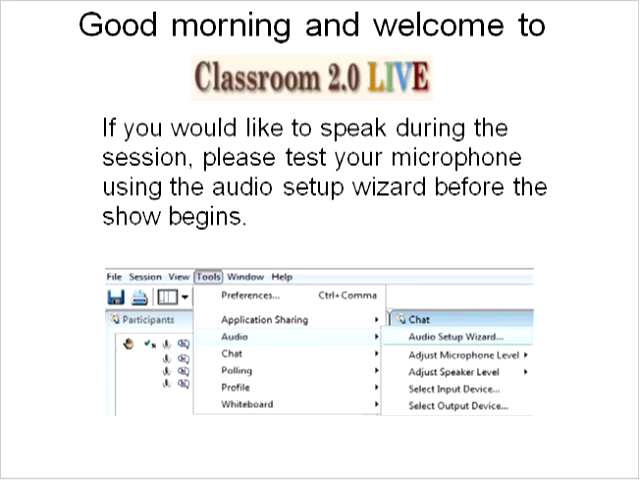 Good morning and welcome to
Classroom 2.0 LIVE
If you would like to speak during the
session, please test your microphone
using the audio setup wizard before the
show begins.
File Session View Tools Window Help
Preferences... Ctrl+Comma
Participants
Application Sharing
Chat
Audio
Audio Setup Wizard...
Chat
Adjust Microphone Level
Polling
Adjust Speaker Level
Profile
Select Input Device...
Whiteboard
Select Output Device...